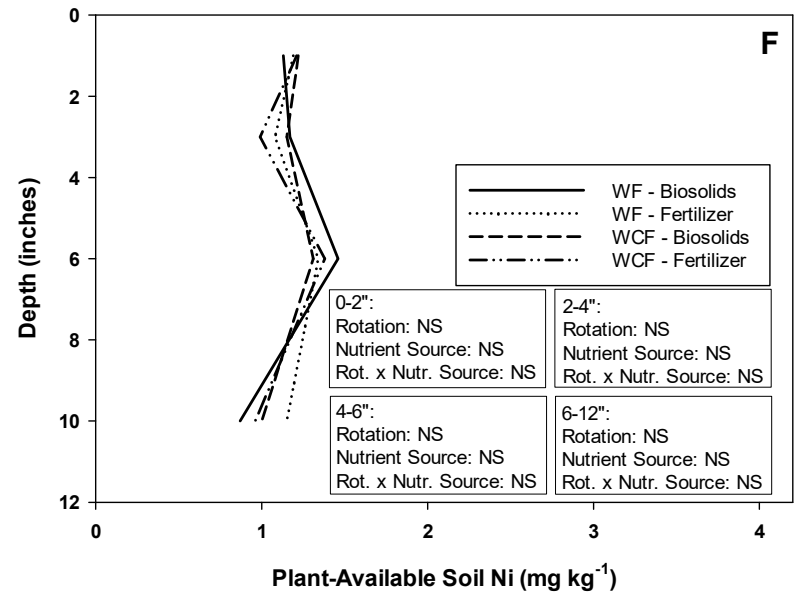 F
0
2
4
6
8
10
12
Depth (inches)
WF - Biosolids
WF - Fertilizer
WCF - Biosolids
WCF - Fertilizer
0-2":
Rotation: NS
Nutrient Source: NS
Rot. x Nutr. Source: NS
2-4":
Rotation: NS
Nutrient Source: NS
Rot. x Nutr. Source: NS
4-6":
Rotation: NS
Nutrient Source: NS
Rot. x Nutr. Source: NS
6-12":
Rotation: NS
Nutrient Source: NS
Rot. x Nutr. Source: NS
0 1 2 3 4
Plant-Available Soil Ni (mg kg⁻¹)